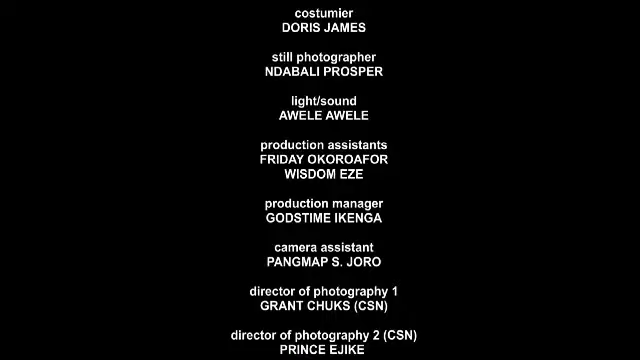 costumier
DORIS JAMES
still photographer
NDABALI PROSPER
light/sound
AWELE AWELE
production assistants
FRIDAY OKOROAFOR
WISDOM EZE
production manager
GODSTIME IKENGA
camera assistant
PANGMAP S. JORO
director of photography 1
GRANT CHUKS (CSN)
director of photography 2 (CSN)
PRINCE EJIKE